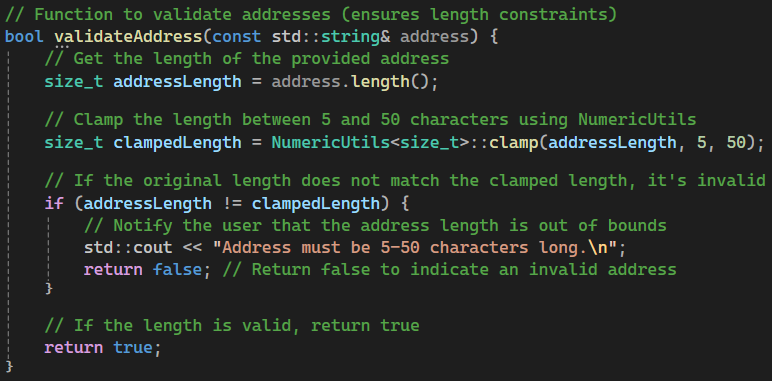 // Function to validate addresses (ensures length constraints)
bool validateAddress(const std::string& address) {
    // Get the length of the provided address
    size_t addressLength = address.length();

    // Clamp the length between 5 and 50 characters using NumericUtils
    size_t clampedLength = NumericUtils<size_t>::clamp(addressLength, 5, 50);

    // If the original length does not match the clamped length, it's invalid
    if (addressLength != clampedLength) {
        // Notify the user that the address length is out of bounds
        std::cout << "Address must be 5-50 characters long.\n";
        return false; // Return false to indicate an invalid address
    }

    // If the length is valid, return true
    return true;
}